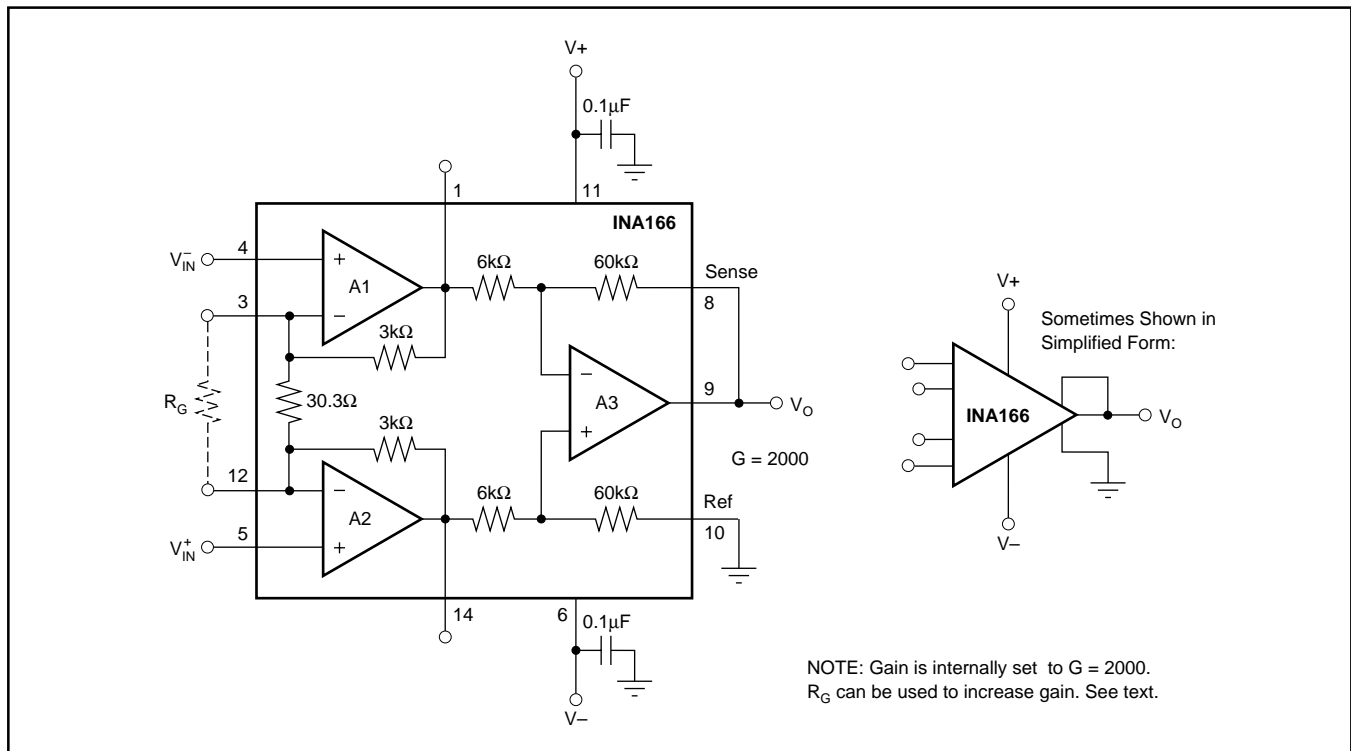 V+
0.1µF
1
11
INA166
V⁻IN
4
+
A1
−
3
6kΩ
60kΩ
Sense
8
3kΩ
RG
30.3Ω
−
A3
+
9
VO
G = 2000
3kΩ
12
−
A2
+
6kΩ
60kΩ
Ref
10
V⁺IN
5
14
6
0.1µF
V–
V+
Sometimes Shown in
Simplified Form:
INA166
VO
V–
NOTE: Gain is internally set to G = 2000.
RG can be used to increase gain. See text.